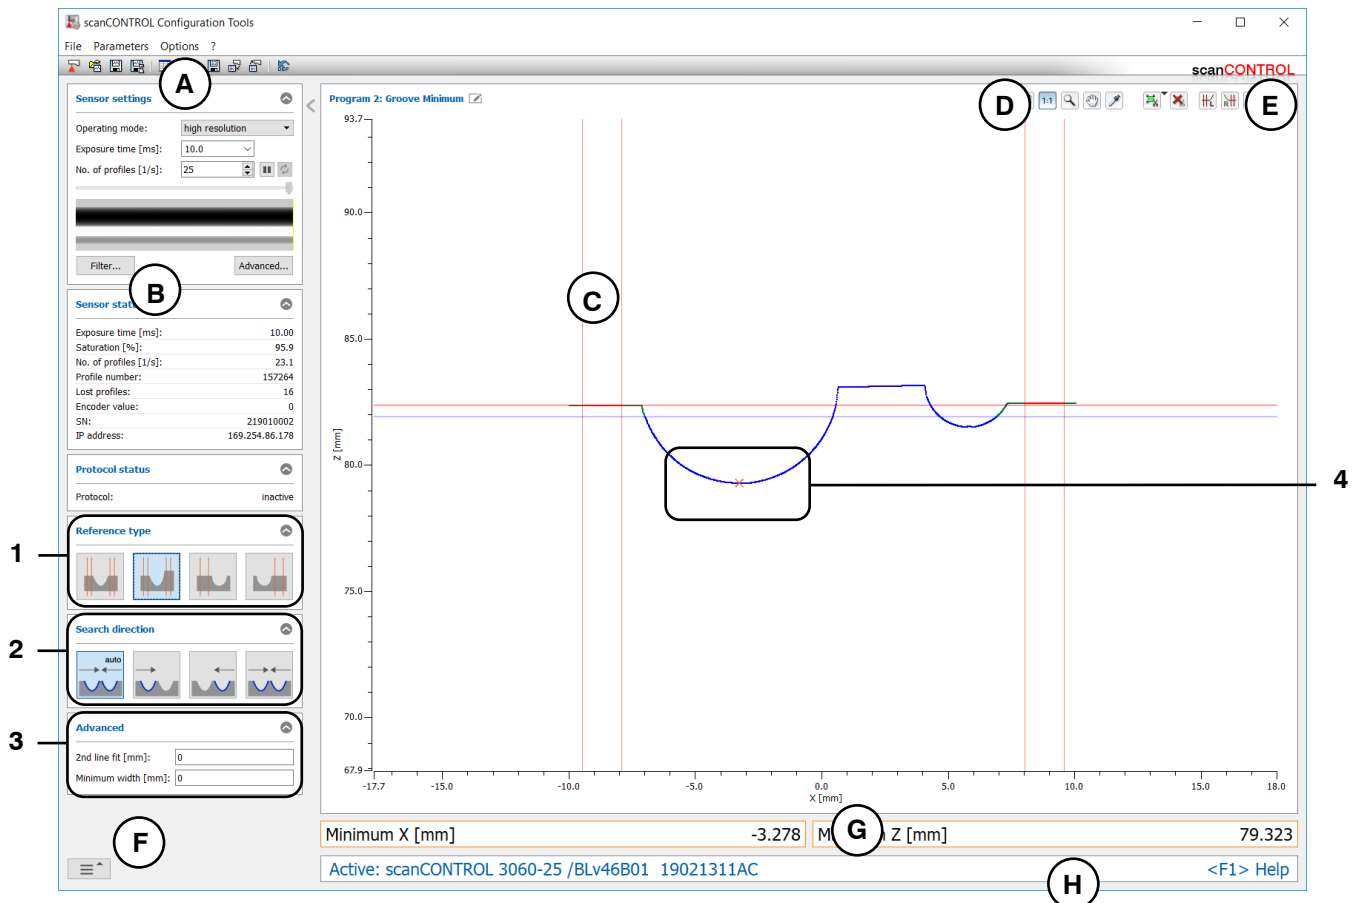 scanCONTROL Configuration Tools
File Parameters Options ?
scanCONTROL
A
Sensor settings
Operating mode: high resolution
Exposure time [ms]: 10.0
No. of profiles [1/s]: 25
Filter... Advanced...
B
Sensor
Exposure time [ms]: 10.00
Saturation [%]: 95.9
No. of profiles [1/s]: 23.1
Profile number: 157264
Lost profiles: 16
Encoder value: 0
SN: 219010002
IP address: 169.254.86.178
Protocol status
Protocol: inactive
1
Reference type
2
Search direction
auto
3
Advanced
2nd line fit [mm]: 0
Minimum width [mm]: 0
F
Program 2: Groove Minimum
D
1:1
L
R
E
93.7
90.0
85.0
80.0
75.0
70.0
67.9
Z [mm]
C
4
-17.7 -15.0 -10.0 -5.0 0.0 5.0 10.0 15.0 18.0
X [mm]
Minimum X [mm] -3.278
G
Z [mm] 79.323
Active: scanCONTROL 3060-25 /BLv46B01 19021311AC
H
<F1> Help